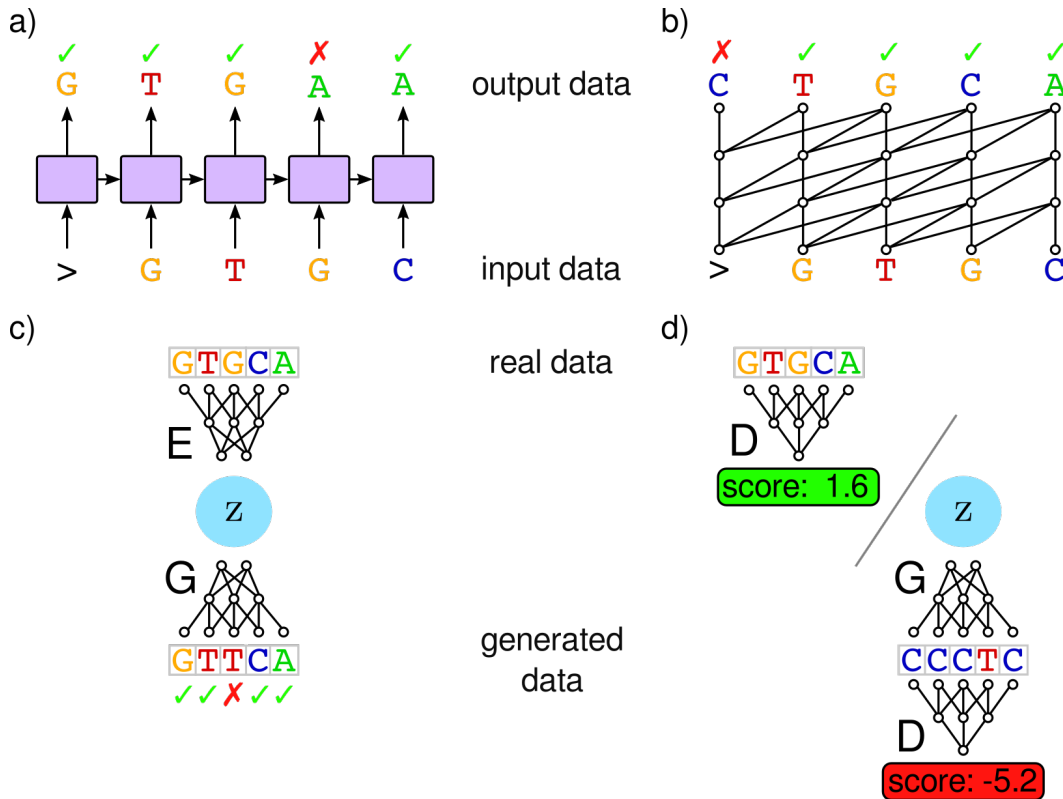 a)
✓ ✓ ✓ ✗ ✓
G T G A A
> G T G C
output data
input data
b)
✗ ✓ ✓ ✓ ✓
C T G C A
> G T G C
c)
GTGCA
E
z
G
GTTCA
✓✓✗✓✓
real data
generated
data
d)
GTGCA
D
score: 1.6
z
G
CCCTC
D
score: -5.2